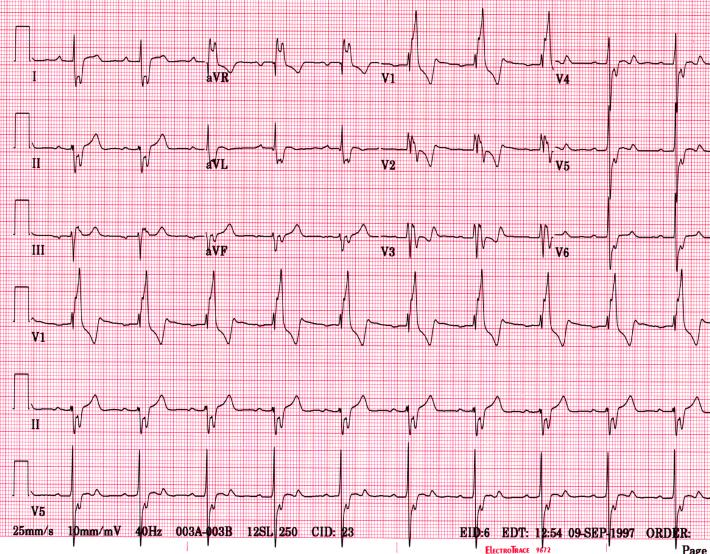 I aVR V1 V4
II aVL V2 V5
III aVF V3 V6
V1
II
V5
25mm/s 10mm/mV 40Hz 003A-003B 12SL 250 CID: 23 EID:6 EDT: 12:54 09-SEP-1997 ORDER:
ELECTROTRACE 9672 Page